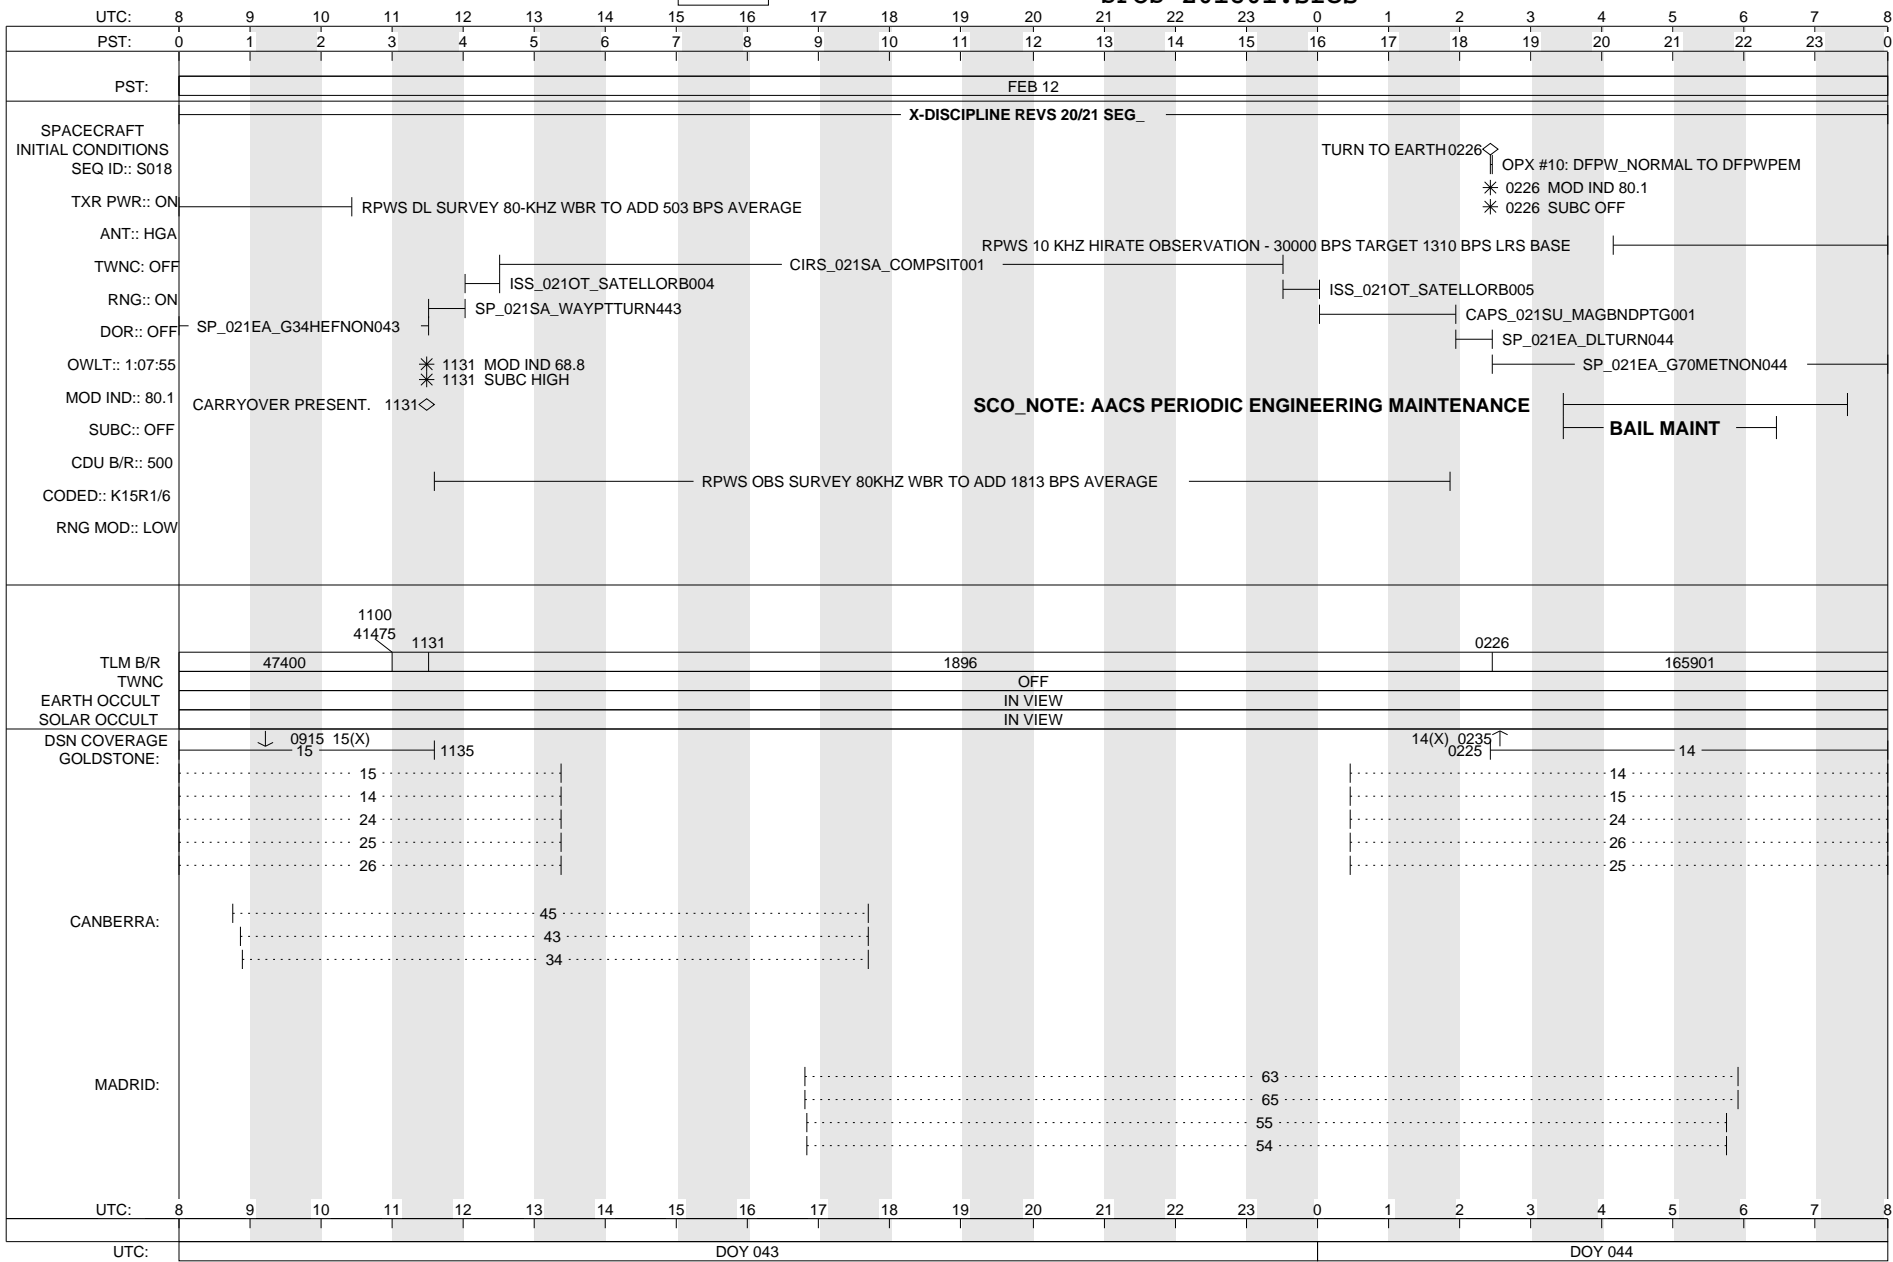 UTC: 8 9 10 11 12 13 14 15 16 17 18 19 20 21 22 23 0 1 2 3 4 5 6 7 8
PST: 0 1 2 3 4 5 6 7 8 9 10 11 12 13 14 15 16 17 18 19 20 21 22 23 0
PST: FEB 12
X-DISCIPLINE REVS 20/21 SEG_
SPACECRAFT
INITIAL CONDITIONS
TURN TO EARTH 0226
SEQ ID:: S018
OPX #10: DFPW_NORMAL TO DFPWPEM
0226 MOD IND 80.1
TXR PWR:: ON
RPWS DL SURVEY 80-KHZ WBR TO ADD 503 BPS AVERAGE
0226 SUBC OFF
ANT:: HGA
RPWS 10 KHZ HIRATE OBSERVATION - 30000 BPS TARGET 1310 BPS LRS BASE
TWNC: OFF
CIRS_021SA_COMPSIT001
ISS_021OT_SATELLORB004
ISS_021OT_SATELLORB005
RNG:: ON
SP_021SA_WAYPTTURN443
CAPS_021SU_MAGBNDPTG001
DOR:: OFF
SP_021EA_G34HEFNON043
SP_021EA_DLTURN044
OWLT:: 1:07:55
1131 MOD IND 68.8
SP_021EA_G70METNON044
1131 SUBC HIGH
MOD IND:: 80.1
CARRYOVER PRESENT. 1131
SCO_NOTE: AACS PERIODIC ENGINEERING MAINTENANCE
SUBC:: OFF
BAIL MAINT
CDU B/R:: 500
RPWS OBS SURVEY 80KHZ WBR TO ADD 1813 BPS AVERAGE
CODED:: K15R1/6
RNG MOD:: LOW
1100
41475
1131
0226
TLM B/R 47400 1896 165901
TWNC OFF
EARTH OCCULT IN VIEW
SOLAR OCCULT IN VIEW
DSN COVERAGE
0915 15(X)
14(X) 0235
GOLDSTONE:
15 1135
0225 14
15 14
14 15
24 24
25 26
26 25
CANBERRA:
45
43
34
MADRID:
63
65
55
54
UTC: 8 9 10 11 12 13 14 15 16 17 18 19 20 21 22 23 0 1 2 3 4 5 6 7 8
UTC: DOY 043 DOY 044